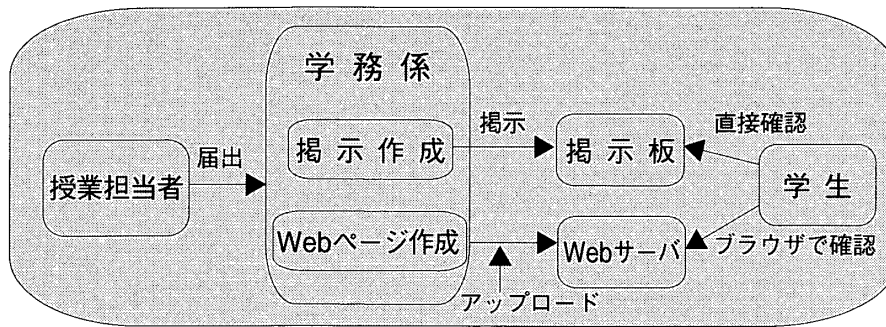 学務係
掲示作成
掲示
掲示板
直接確認
授業担当者
届出
学生
Webページ作成
Webサーバ
ブラウザで確認
アップロード